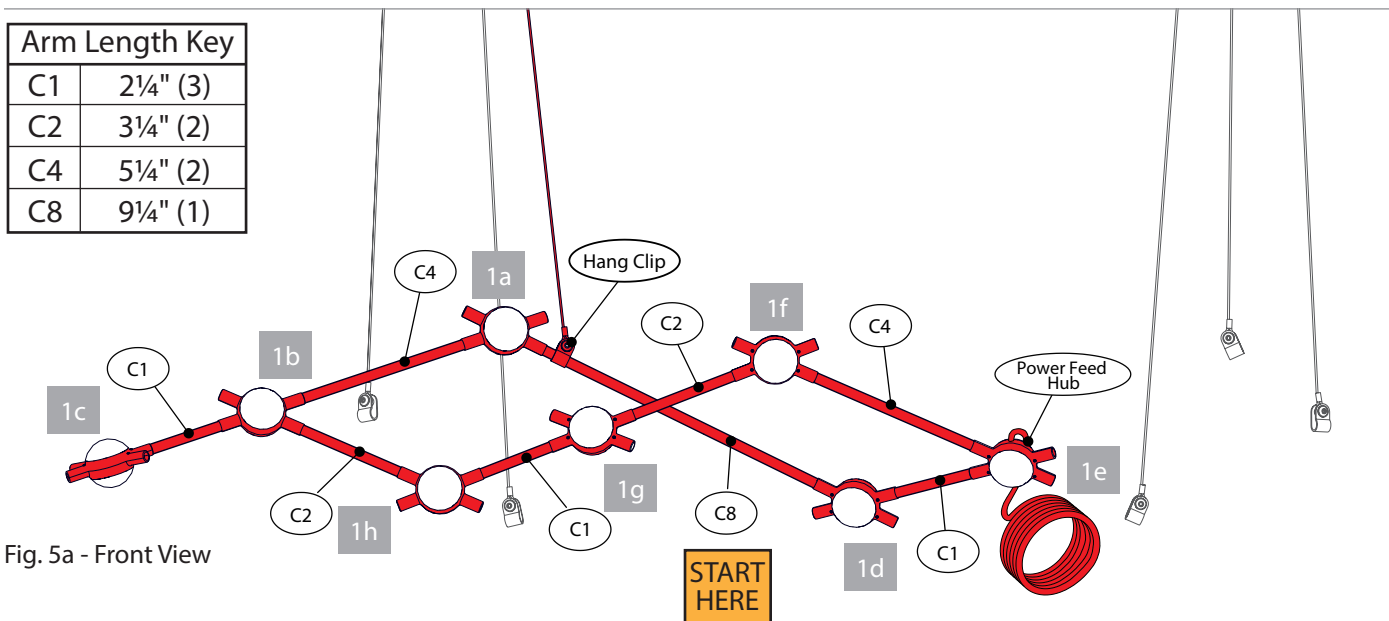 Arm Length Key
C1 2¼" (3)
C2 3¼" (2)
C4 5¼" (2)
C8 9¼" (1)
1a
Hang Clip
C4
1f
C2
C4
1b
Power Feed
Hub
C1
1c
1g
1e
C2
1h
C1
C8
1d
C1
Fig. 5a - Front View
START
HERE